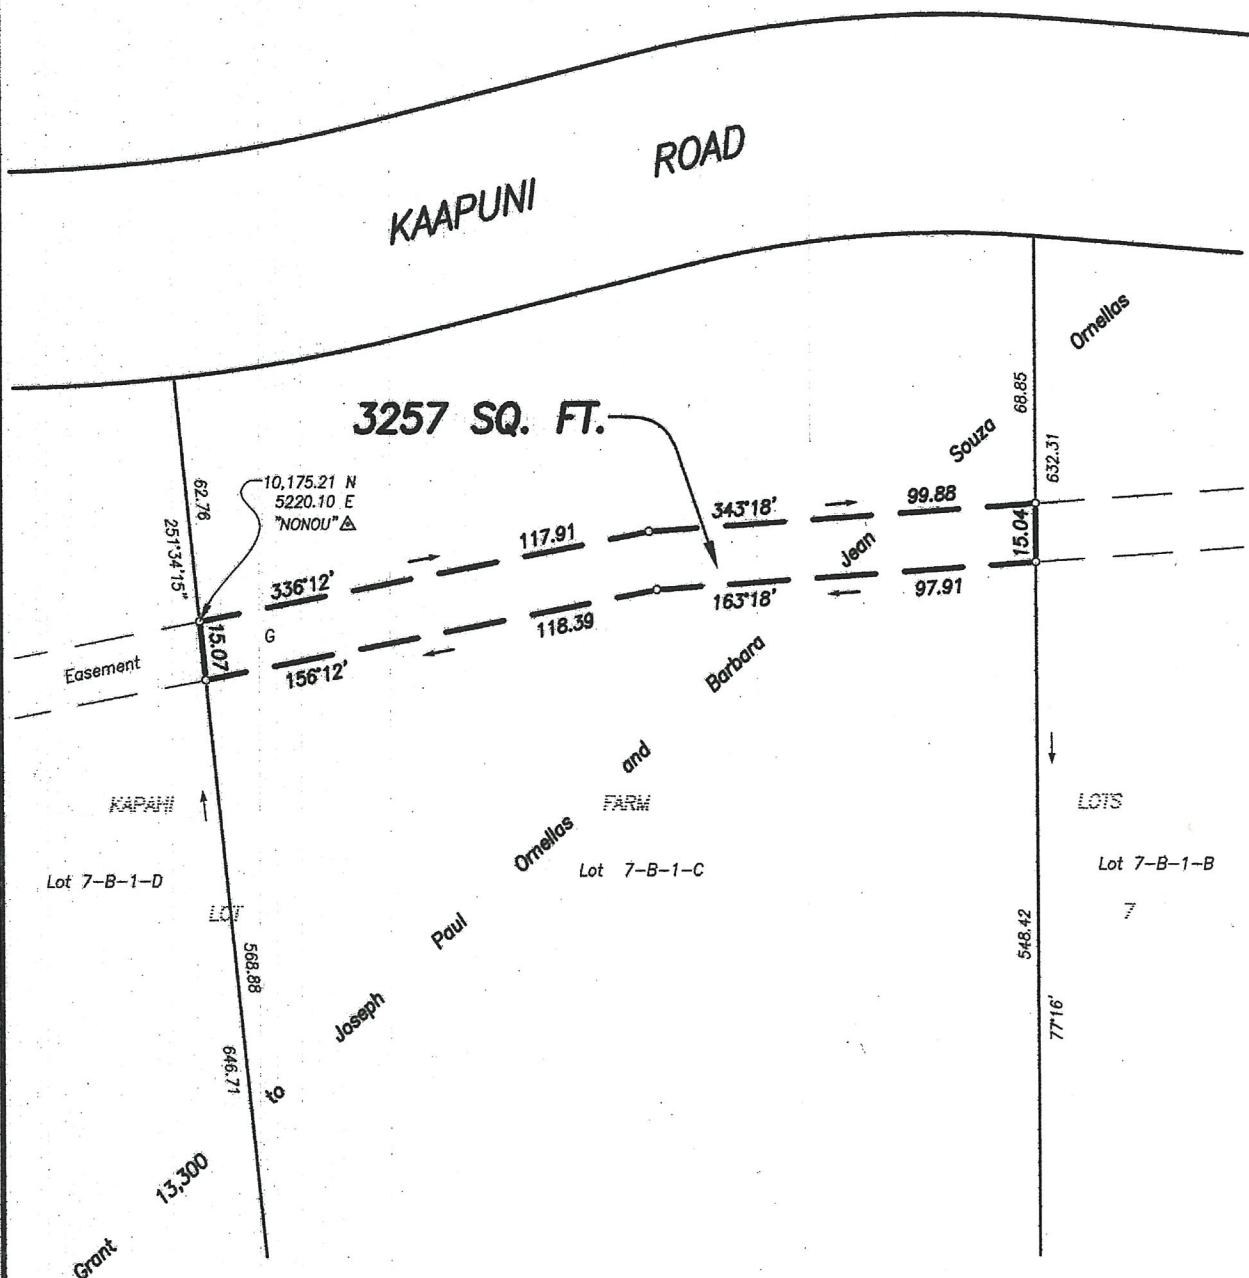 KAAPUNI ROAD
3257 SQ. FT.
10,175.21 N
5220.10 E
"NONOU"
62.76
251°34'15"
336°12'
117.91
343°18'
99.88
15.04
68.85
632.31
15.07
G
156°12'
118.39
163°18'
97.91
Easement
KAPAHI FARM LOTS
Lot 7-B-1-D
Lot 7-B-1-C
Lot 7-B-1-B
LOT 7
568.88
646.71
548.42
77°16'
Grant 13,300 to Joseph Paul Ornellas and Barbara Jean Souza Ornellas